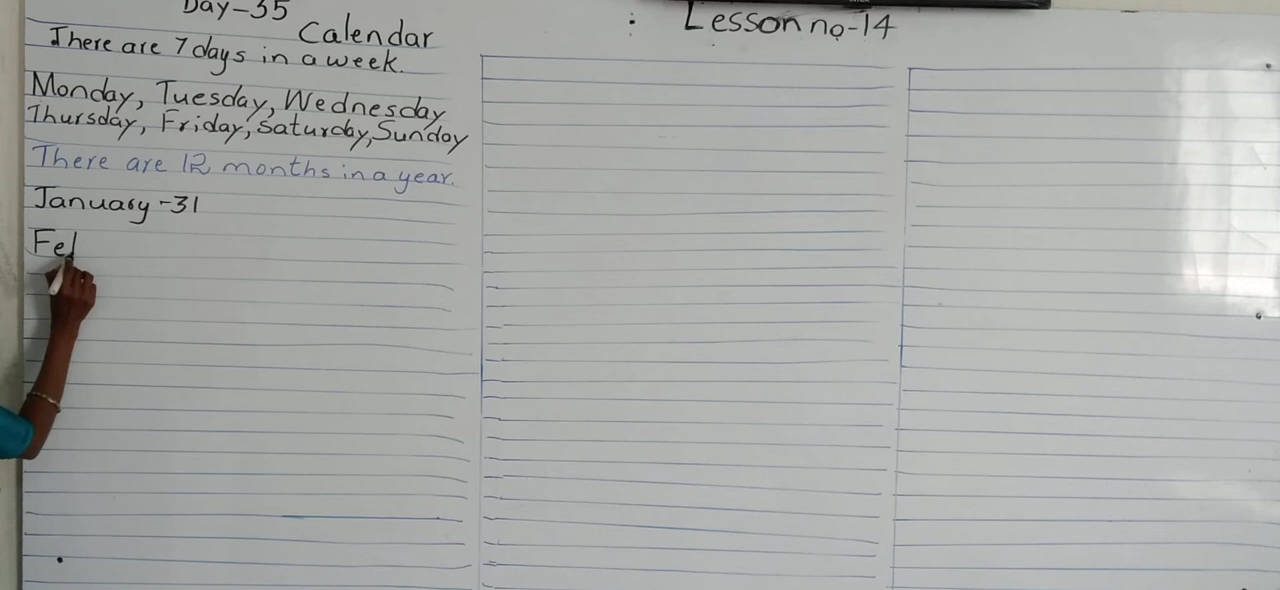 Day-35
Calendar
: Lesson no-14
There are 7 days in a week.
Monday, Tuesday, Wednesday
Thursday, Friday, Saturday, Sunday
There are 12 months in a year.
January-31
Feb